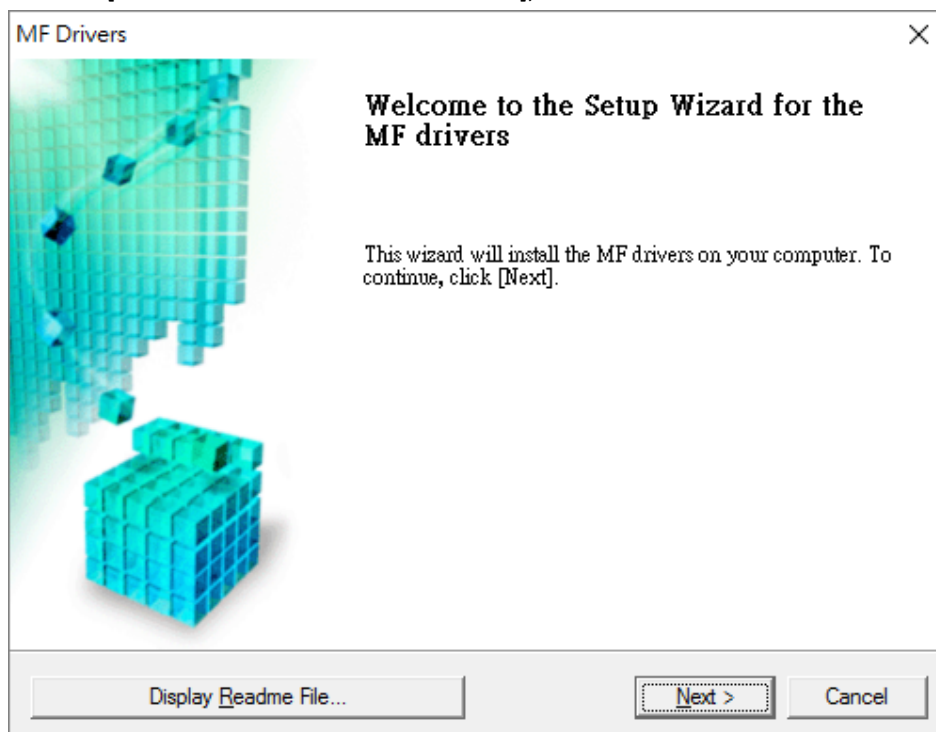 MF Drivers
Welcome to the Setup Wizard for the
MF drivers
This wizard will install the MF drivers on your computer. To
continue, click [Next].
Display Readme File...
Next >
Cancel